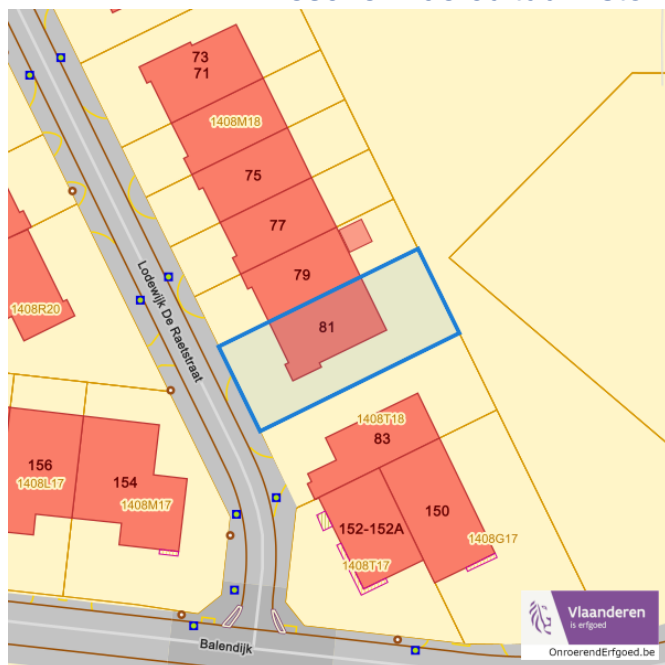 73
71
1408M18
75
77
79
81
Lodewijk De Raetstraat
1408R20
1408T18
83
156
1408L17
154
1408M17
152-152A
150
1408G17
1408T17
Balendijk
Vlaanderen
is erfgoed
OnroerendErfgoed.be